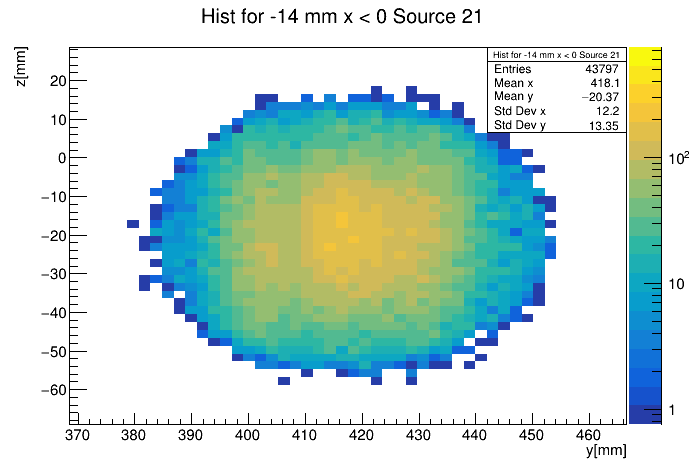 Hist for -14 mm x < 0 Source 21
z[mm]
Hist for -14 mm x < 0 Source 21
Entries 43797
Mean x 418.1
Mean y −20.37
Std Dev x 12.2
Std Dev y 13.35
20
10
0
−10
−20
−30
−40
−50
−60
10²
10
1
370 380 390 400 410 420 430 440 450 460
y[mm]